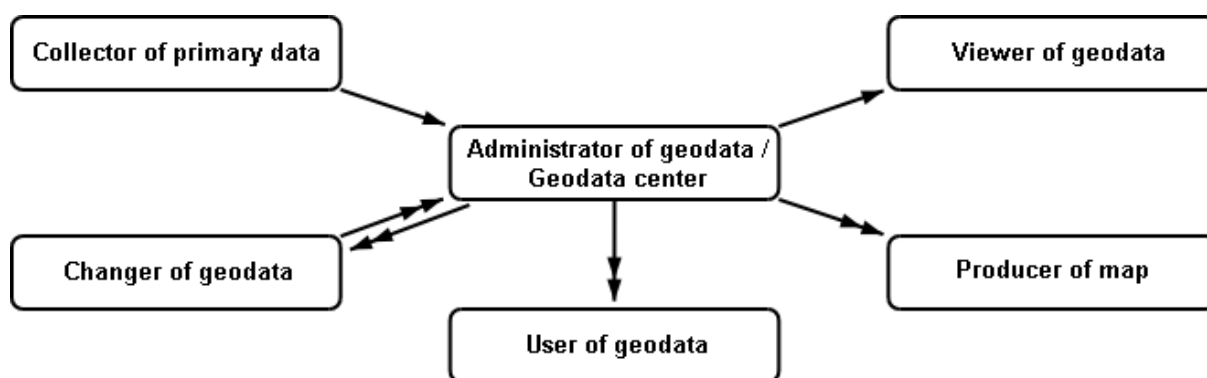 Collector of primary data
Viewer of geodata
Administrator of geodata /
Geodata center
Changer of geodata
Producer of map
User of geodata